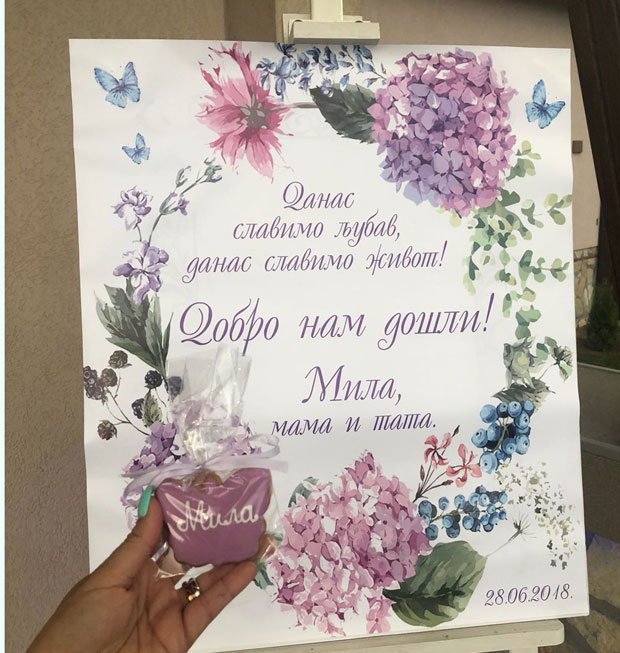 Данас
славимо љубав,
данас славимо живот!
Добро нам дошли!
Мила,
мама и тата.
Мила
28.06.2018.